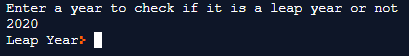 Enter a year to check if it is a leap year or not
2020
Leap Year>